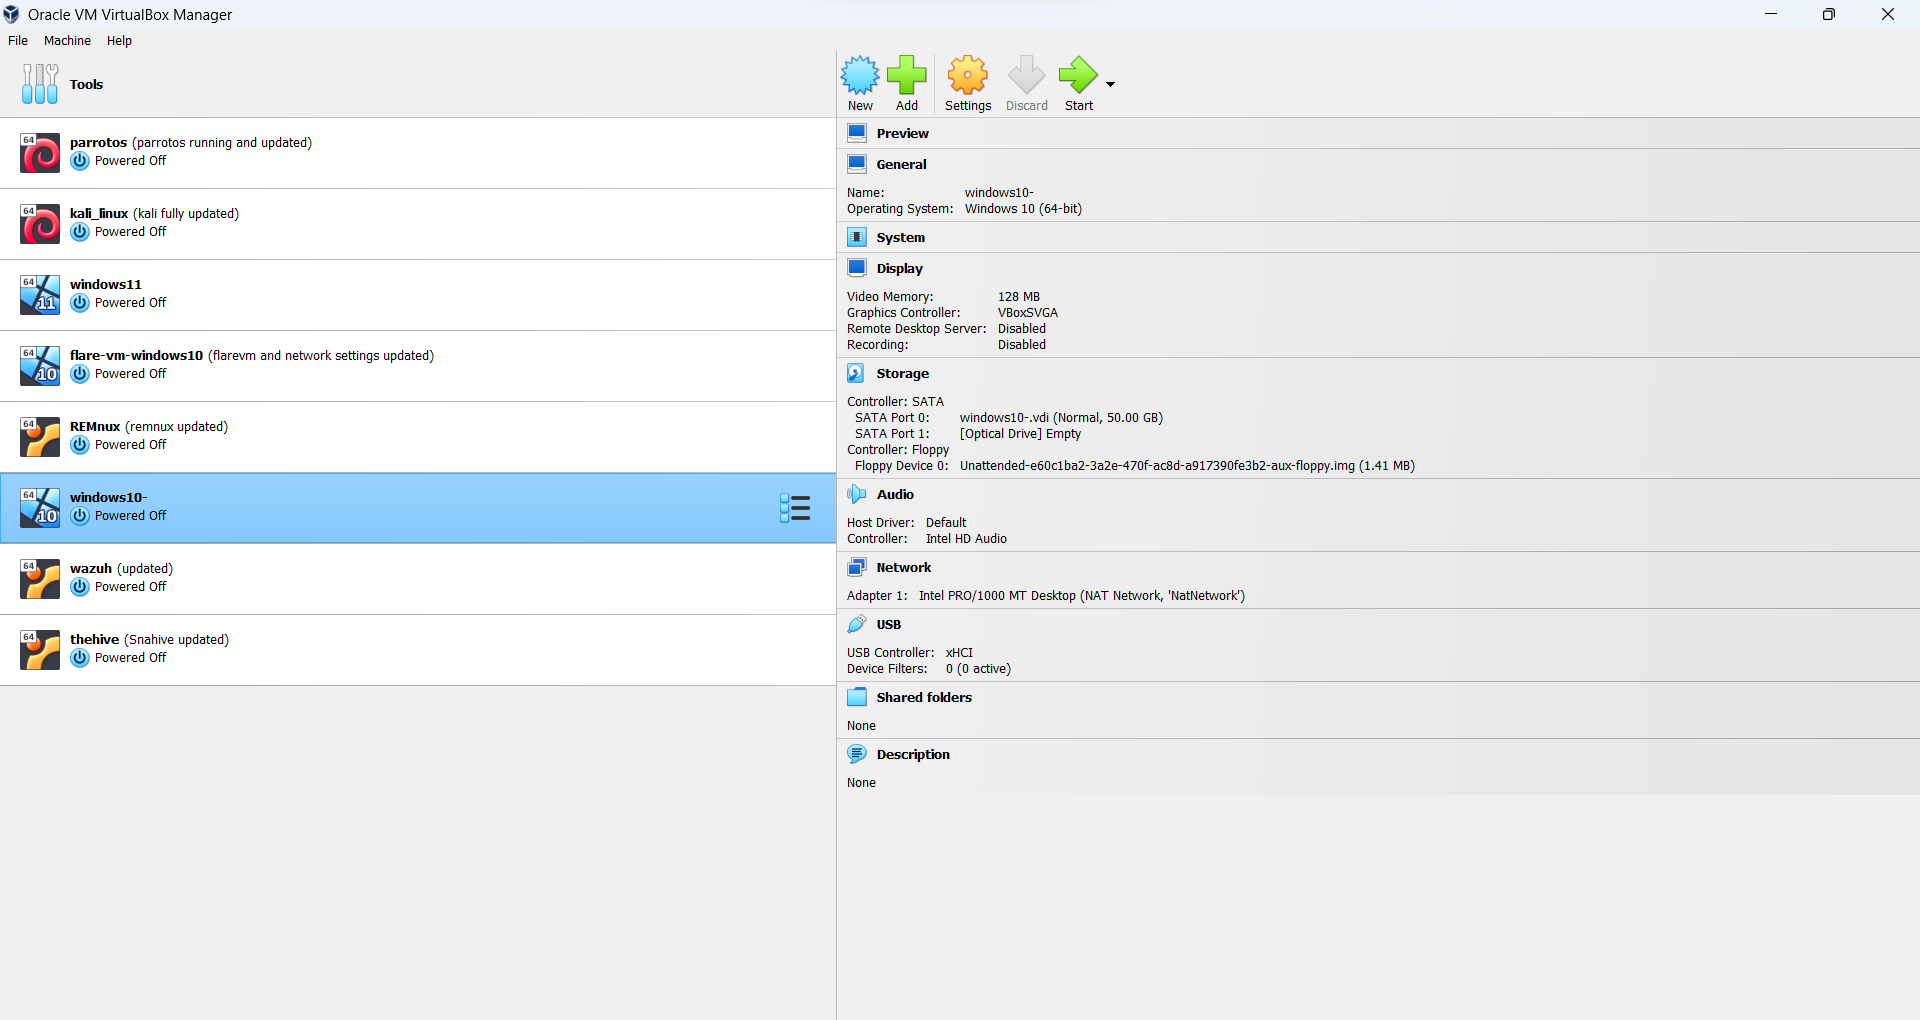 Oracle VM VirtualBox Manager
File Machine Help
Tools
New Add Settings Discard Start
64 parrotos (parrotos running and updated)
Powered Off
64 kali_linux (kali fully updated)
Powered Off
64 11 windows11
Powered Off
64 10 flare-vm-windows10 (flarevm and network settings updated)
Powered Off
64 REMnux (remnux updated)
Powered Off
64 10 windows10-
Powered Off
64 wazuh (updated)
Powered Off
64 thehive (Snahive updated)
Powered Off
Preview
General
Name: windows10-
Operating System: Windows 10 (64-bit)
System
Display
Video Memory: 128 MB
Graphics Controller: VBoxSVGA
Remote Desktop Server: Disabled
Recording: Disabled
Storage
Controller: SATA
SATA Port 0: windows10-.vdi (Normal, 50.00 GB)
SATA Port 1: [Optical Drive] Empty
Controller: Floppy
Floppy Device 0: Unattended-e60c1ba2-3a2e-470f-ac8d-a917390fe3b2-aux-floppy.img (1.41 MB)
Audio
Host Driver: Default
Controller: Intel HD Audio
Network
Adapter 1: Intel PRO/1000 MT Desktop (NAT Network, 'NatNetwork')
USB
USB Controller: xHCI
Device Filters: 0 (0 active)
Shared folders
None
Description
None